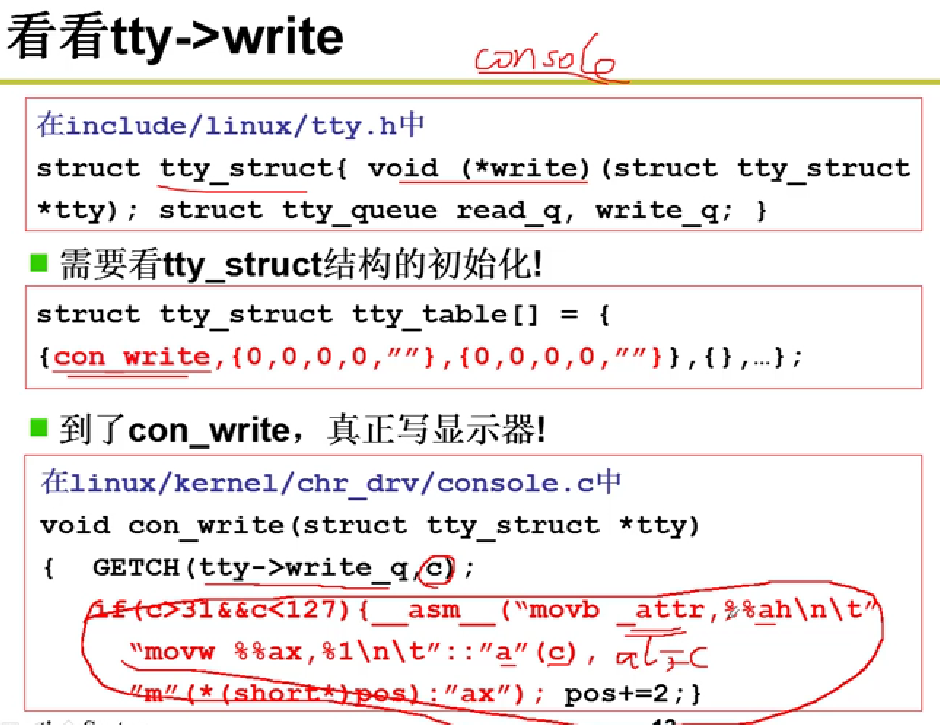 看看tty->write
console
在include/linux/tty.h中
struct tty_struct{ void (*write)(struct tty_struct
*tty); struct tty_queue read_q, write_q; }
需要看tty_struct结构的初始化!
struct tty_struct tty_table[] = {
{con_write,{0,0,0,0,""},{0,0,0,0,""}},{},…};
到了con_write，真正写显示器!
在linux/kernel/chr_drv/console.c中
void con_write(struct tty_struct *tty)
{ GETCH(tty->write_q,c);
if(c>31&&c<127){__asm__("movb _attr,%%ah\n\t"
"movw %%ax,%1\n\t"::"a"(c), al=c
"m"(*(short*)pos):"ax"); pos+=2;}